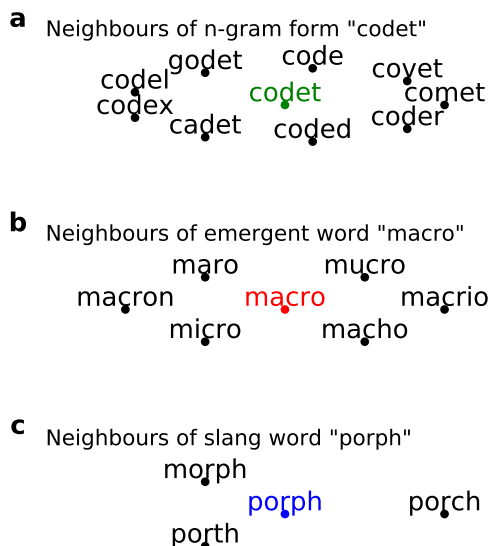 a
Neighbours of n-gram form "codet"
godet
code
covet
codel
codet
comet
codex
cadet
coded
coder
b
Neighbours of emergent word "macro"
maro
mucro
macron
macro
macrio
micro
macho
c
Neighbours of slang word "porph"
morph
porph
porch
porth